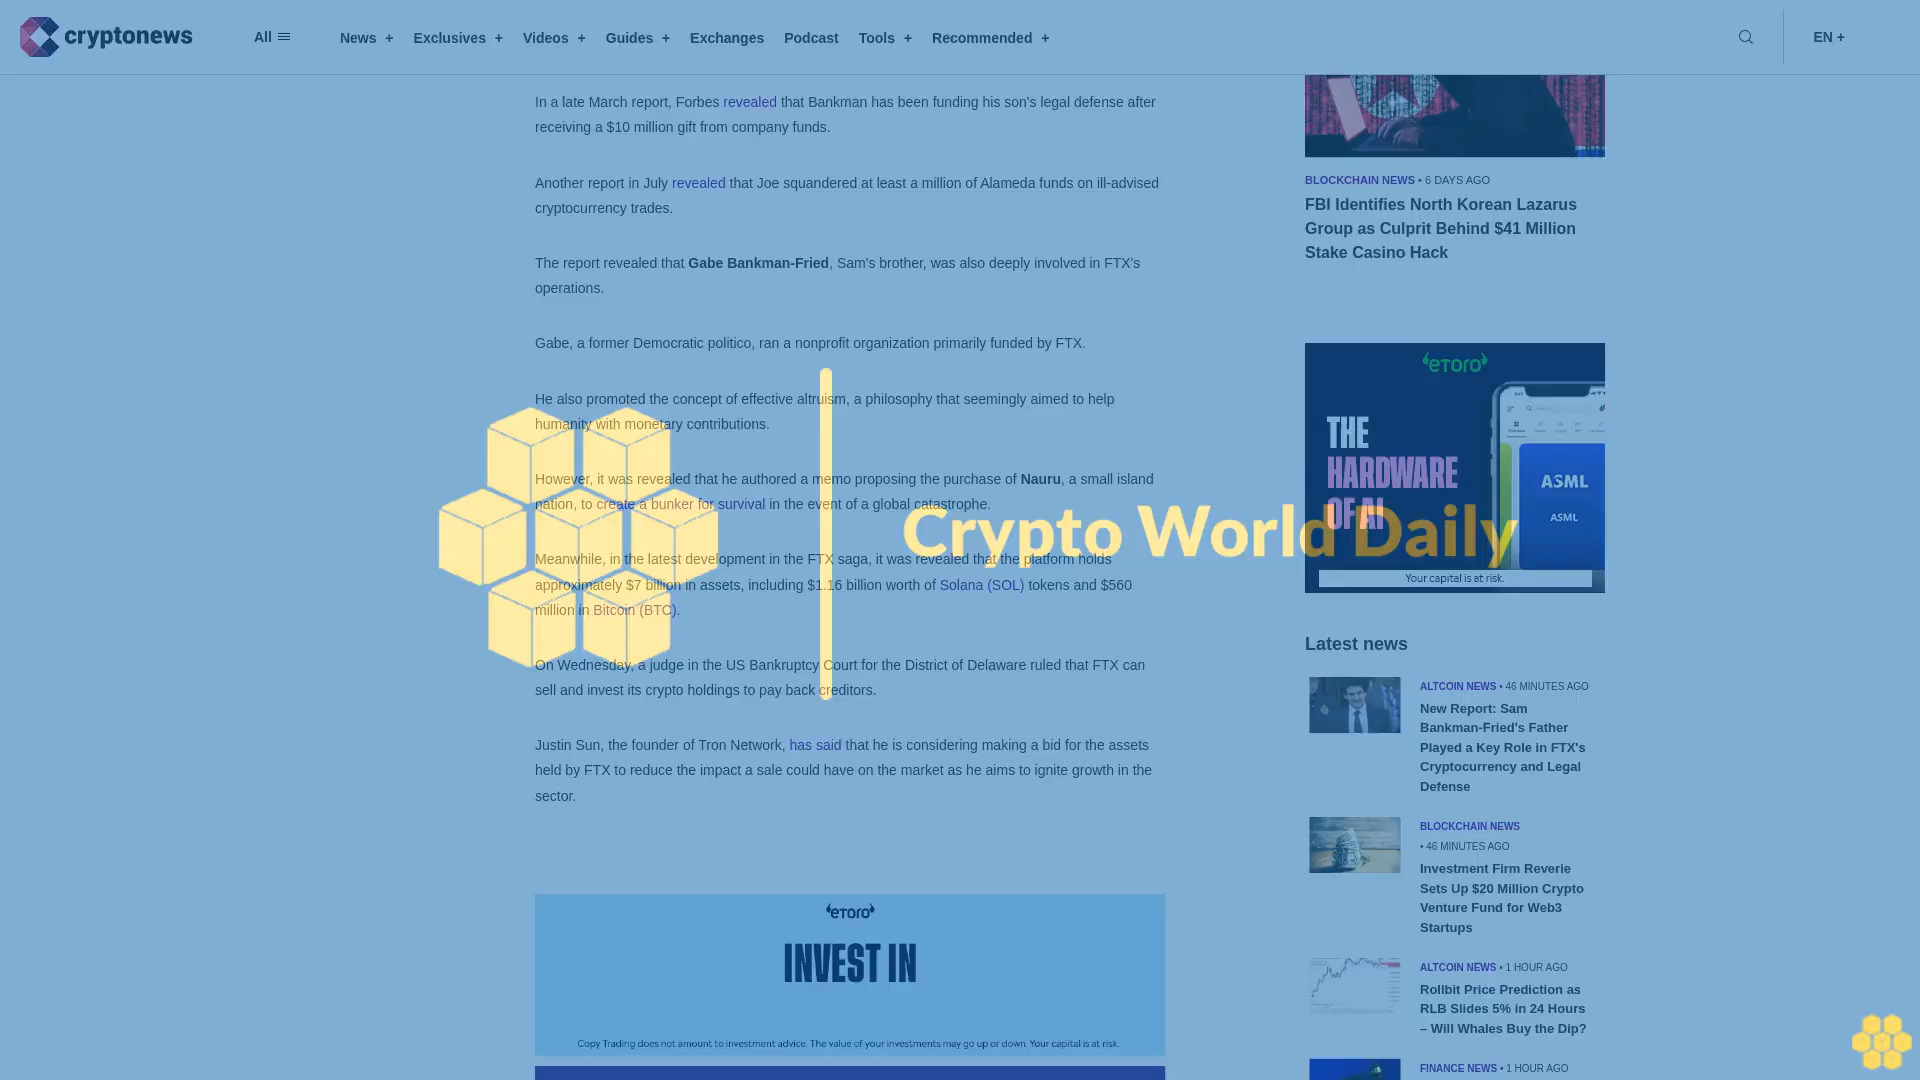 cryptonews
All
News +
Exclusives +
Videos +
Guides +
Exchanges
Podcast
Tools +
Recommended +
EN +
In a late March report, Forbes revealed that Bankman has been funding his son's legal defense after
receiving a $10 million gift from company funds.
Another report in July revealed that Joe squandered at least a million of Alameda funds on ill-advised
cryptocurrency trades.
The report revealed that Gabe Bankman-Fried, Sam's brother, was also deeply involved in FTX's
operations.
Gabe, a former Democratic politico, ran a nonprofit organization primarily funded by FTX.
He also promoted the concept of effective altruism, a philosophy that seemingly aimed to help
humanity with monetary contributions.
However, it was revealed that he authored a memo proposing the purchase of Nauru, a small island
nation, to create a bunker for survival in the event of a global catastrophe.
Meanwhile, in the latest development in the FTX saga, it was revealed that the platform holds
approximately $7 billion in assets, including $1.16 billion worth of Solana (SOL) tokens and $560
million in Bitcoin (BTC).
On Wednesday, a judge in the US Bankruptcy Court for the District of Delaware ruled that FTX can
sell and invest its crypto holdings to pay back creditors.
Justin Sun, the founder of Tron Network, has said that he is considering making a bid for the assets
held by FTX to reduce the impact a sale could have on the market as he aims to ignite growth in the
sector.
Crypto World Daily
eToro
INVEST IN
Copy Trading does not amount to investment advice. The value of your investments may go up or down. Your capital is at risk.
BLOCKCHAIN NEWS • 6 DAYS AGO
FBI Identifies North Korean Lazarus
Group as Culprit Behind $41 Million
Stake Casino Hack
eToro
THE
HARDWARE
OF AI
ASML
ASML
Your capital is at risk.
Latest news
ALTCOIN NEWS • 46 MINUTES AGO
New Report: Sam
Bankman-Fried's Father
Played a Key Role in FTX's
Cryptocurrency and Legal
Defense
BLOCKCHAIN NEWS
• 46 MINUTES AGO
Investment Firm Reverie
Sets Up $20 Million Crypto
Venture Fund for Web3
Startups
ALTCOIN NEWS • 1 HOUR AGO
Rollbit Price Prediction as
RLB Slides 5% in 24 Hours
– Will Whales Buy the Dip?
FINANCE NEWS • 1 HOUR AGO